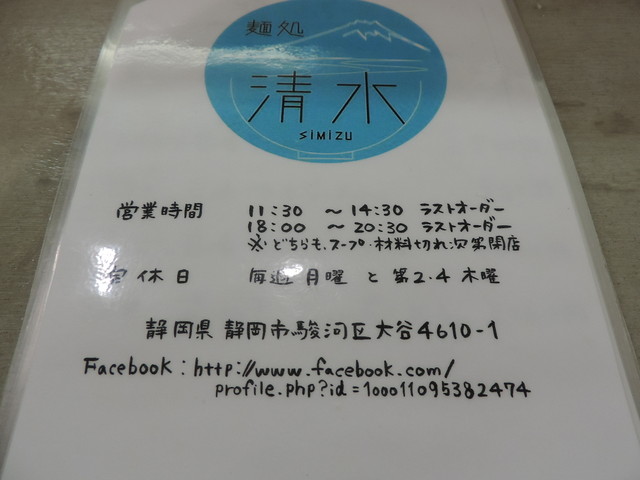 麺処
清水
SIMIZU
営業時間 11:30 ～ 14:30 ラストオーダー
18:00 ～ 20:30 ラストオーダー
※どちらも、スープ・材料切れ次第閉店
定休日 毎週月曜と第2・4木曜
静岡県静岡市駿河区大谷4610-1
Facebook:http://www.facebook.com/
profile.php?id=100011095382474